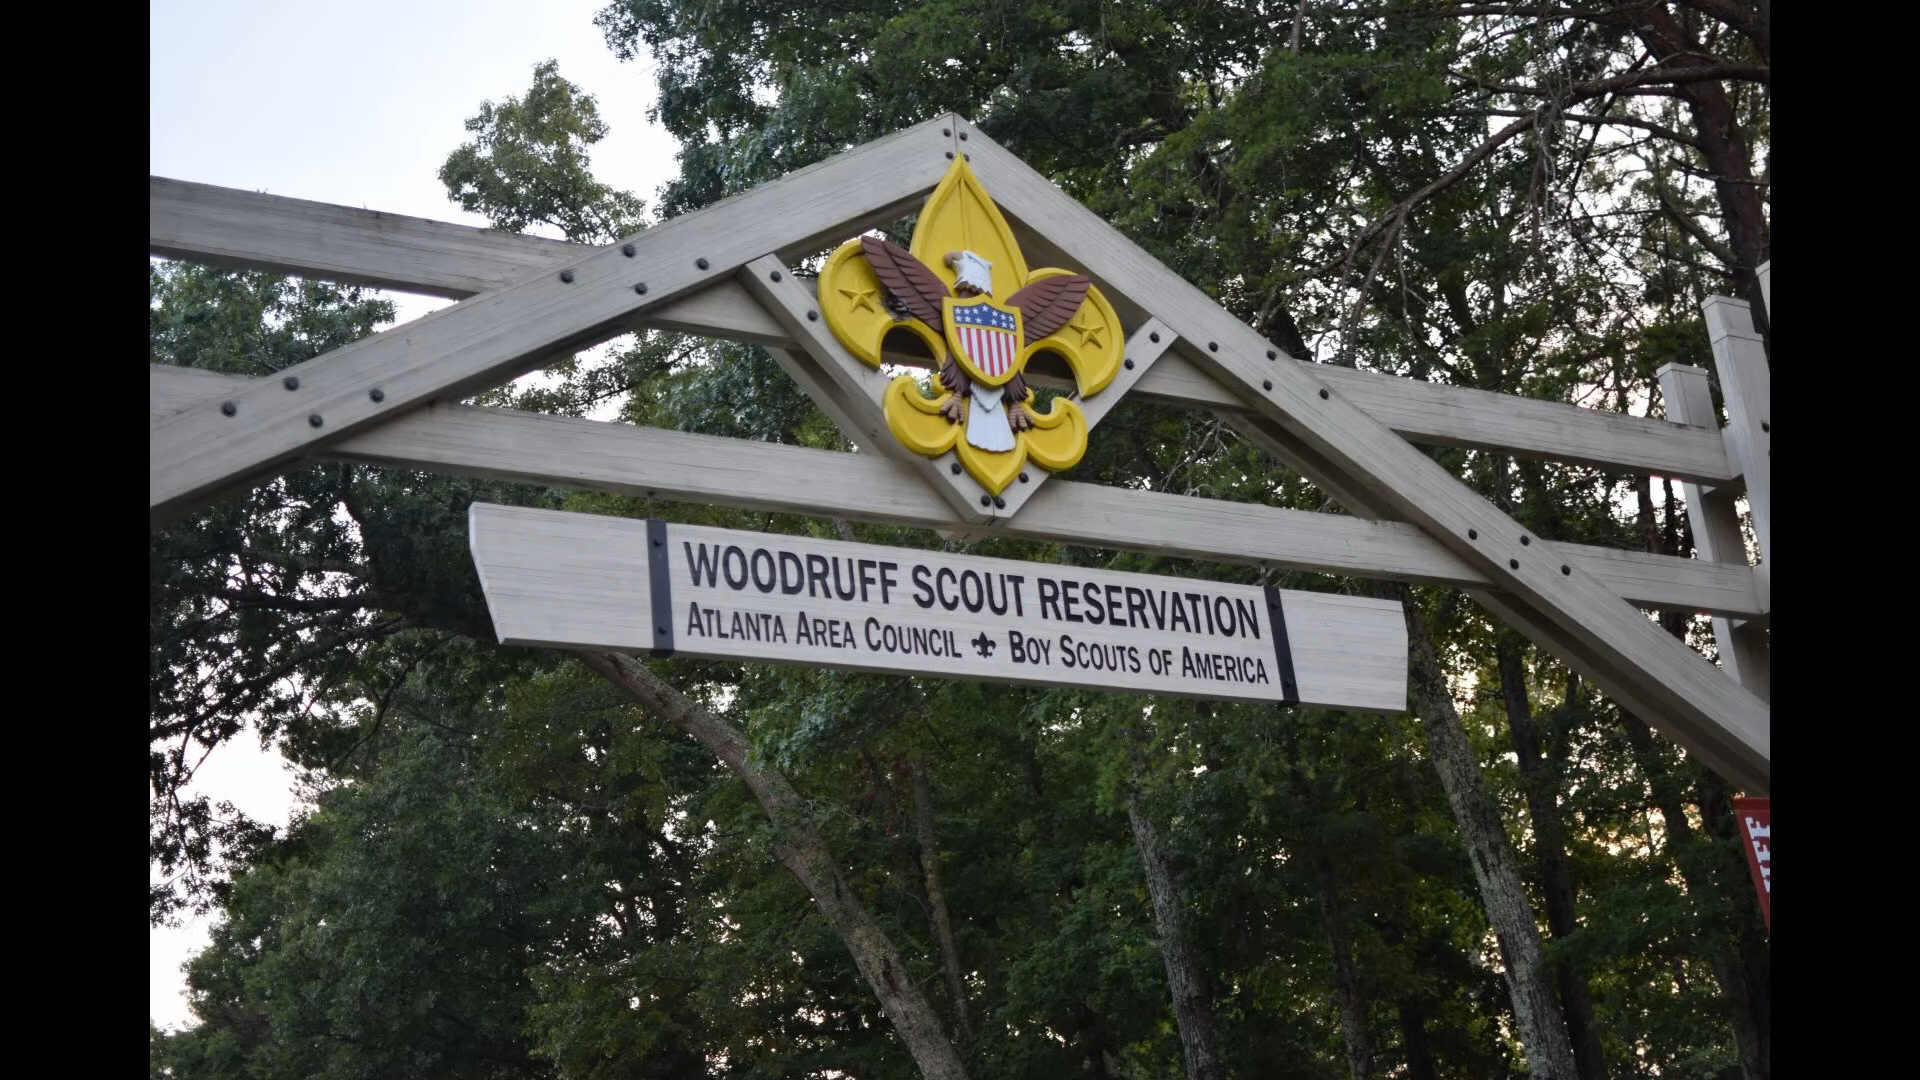 WOODRUFF SCOUT RESERVATION
ATLANTA AREA COUNCIL ⚜ BOY SCOUTS OF AMERICA